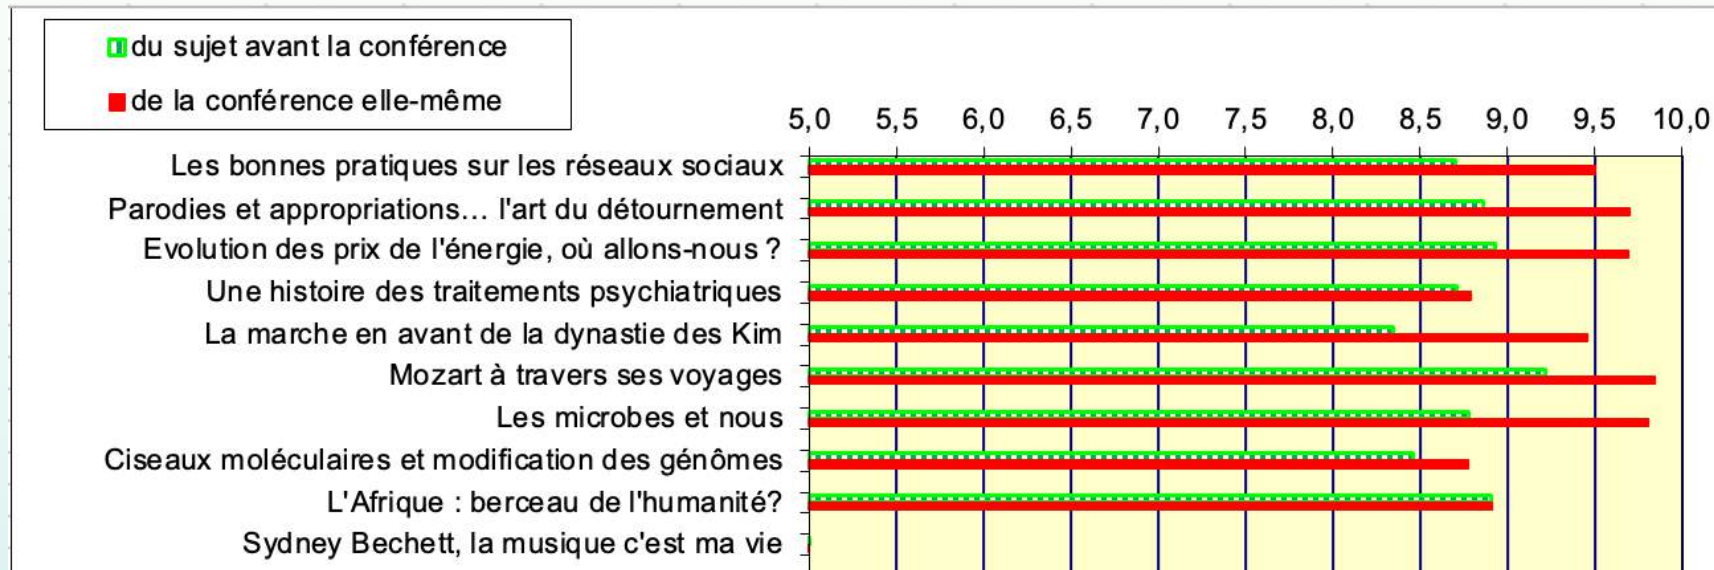 du sujet avant la conférence
de la conférence elle-même
5,0 5,5 6,0 6,5 7,0 7,5 8,0 8,5 9,0 9,5 10,0
Les bonnes pratiques sur les réseaux sociaux
Parodies et appropriations... l'art du détournement
Evolution des prix de l'énergie, où allons-nous ?
Une histoire des traitements psychiatriques
La marche en avant de la dynastie des Kim
Mozart à travers ses voyages
Les microbes et nous
Ciseaux moléculaires et modification des génômes
L'Afrique : berceau de l'humanité?
Sydney Bechett, la musique c'est ma vie